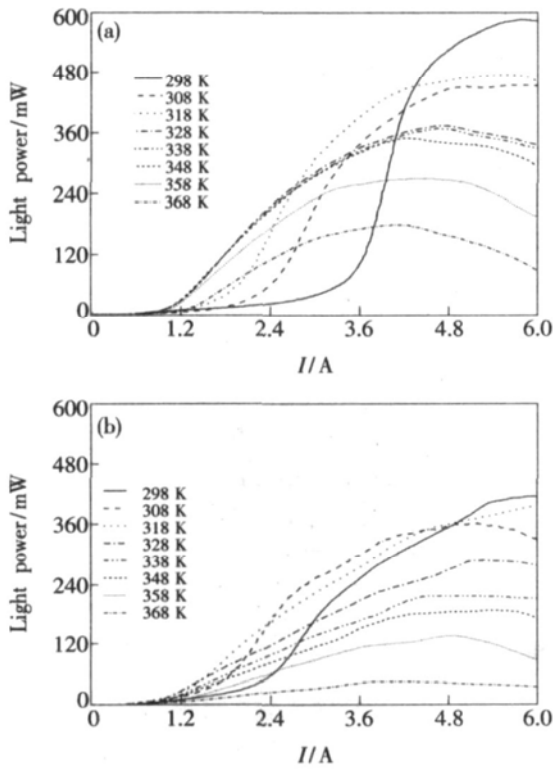 (a)
600
480
360
240
120
0
Light power/mW
298 K
308 K
318 K
328 K
338 K
348 K
358 K
368 K
0 1.2 2.4 3.6 4.8 6.0
I/A
(b)
600
480
360
240
120
0
Light power/mW
298 K
308 K
318 K
328 K
338 K
348 K
358 K
368 K
0 1.2 2.4 3.6 4.8 6.0
I/A